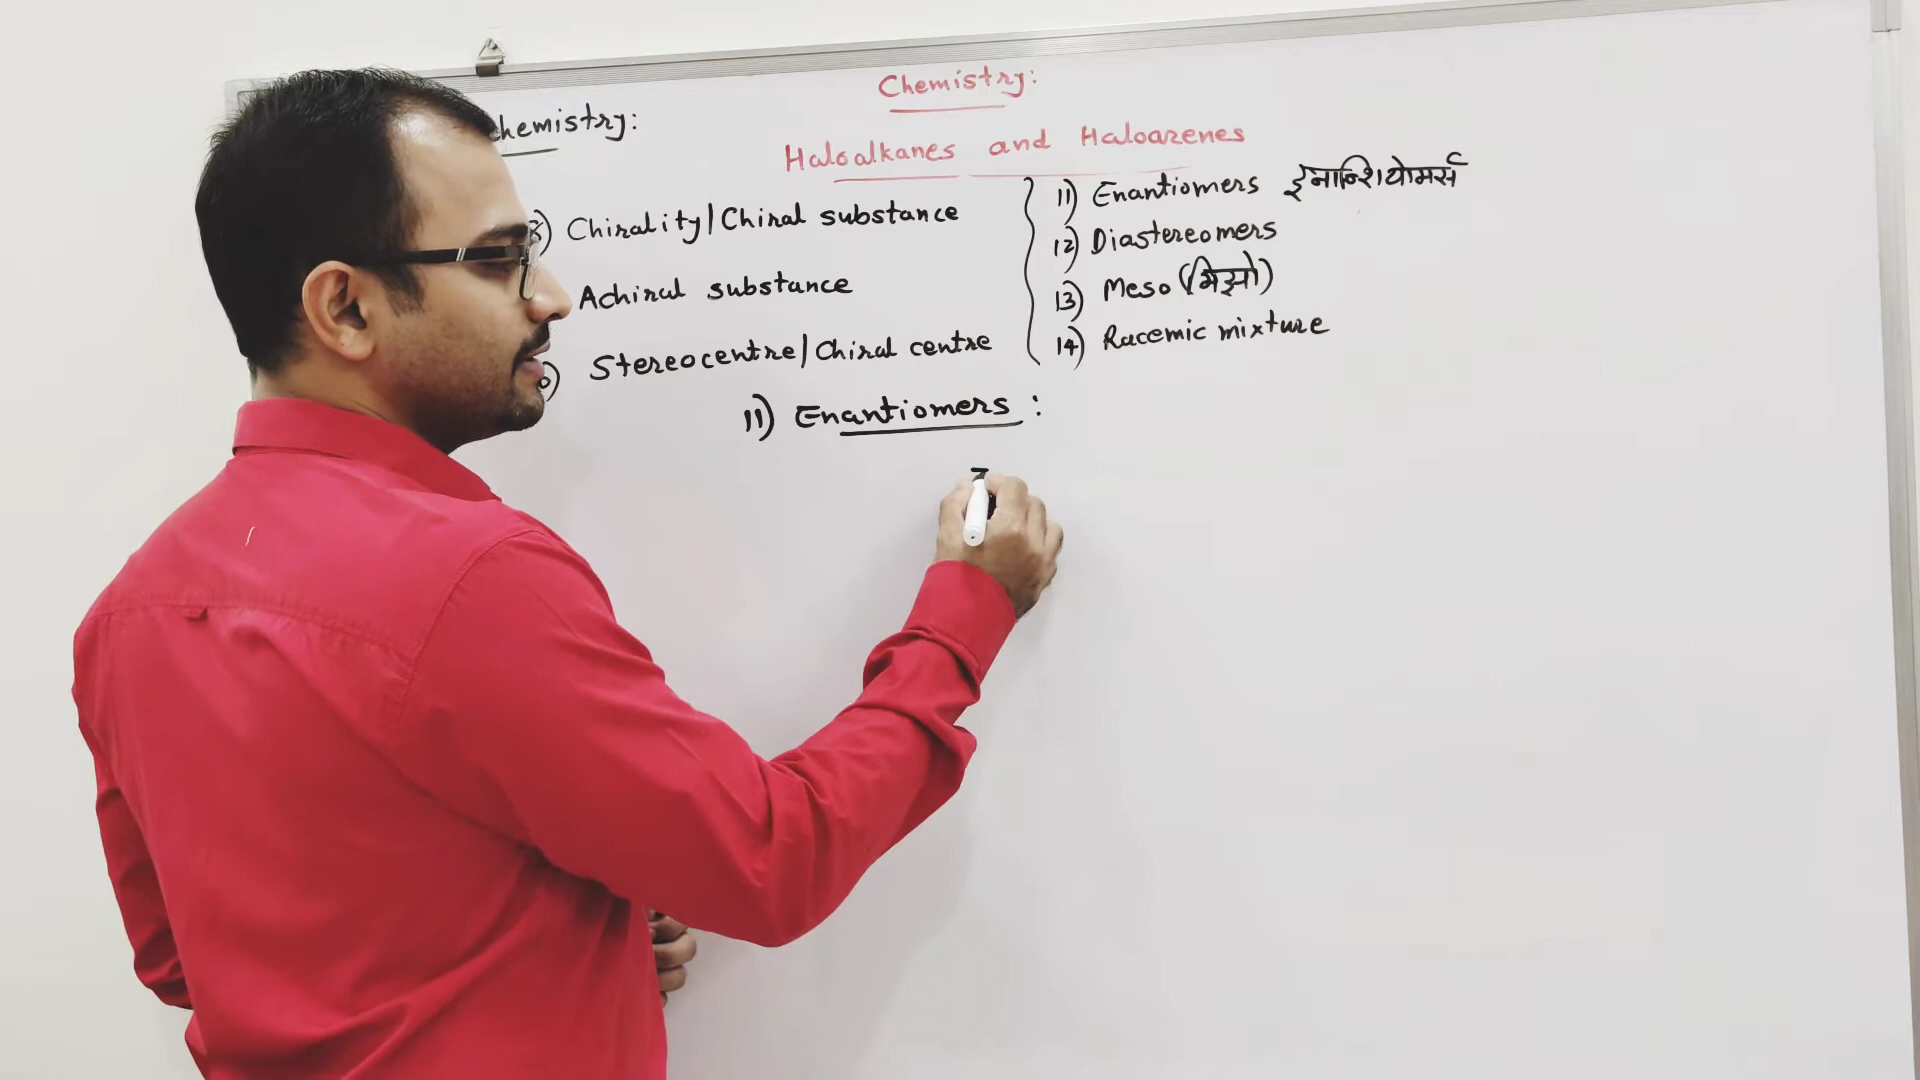 Chemistry:
hemistry:
Haloalkanes and Haloarenes
Chirality/Chiral substance
Achiral substance
Stereocentre/Chiral centre
11) Enantiomers इनान्शियोमर्स
12) Diastereomers
13) Meso (मिझो)
14) Racemic mixture
11) Enantiomers :